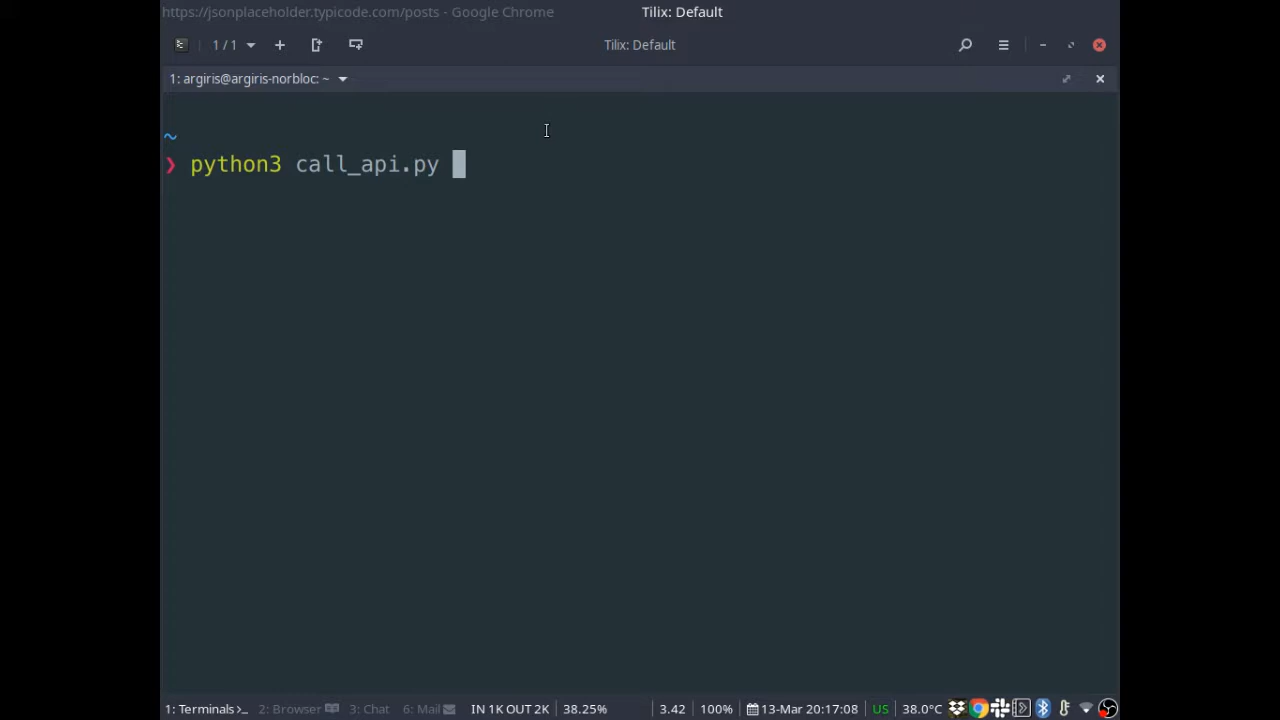 https://jsonplaceholder.typicode.com/posts - Google Chrome Tilix: Default
1 / 1 Tilix: Default
1: argiris@argiris-norbloc: ~
~
❯ python3 call_api.py
1: Terminals>_ 2: Browser 3: Chat 6: Mail IN 1K OUT 2K 38.25% 3.42 100% 13-Mar 20:17:08 US 38.0°C